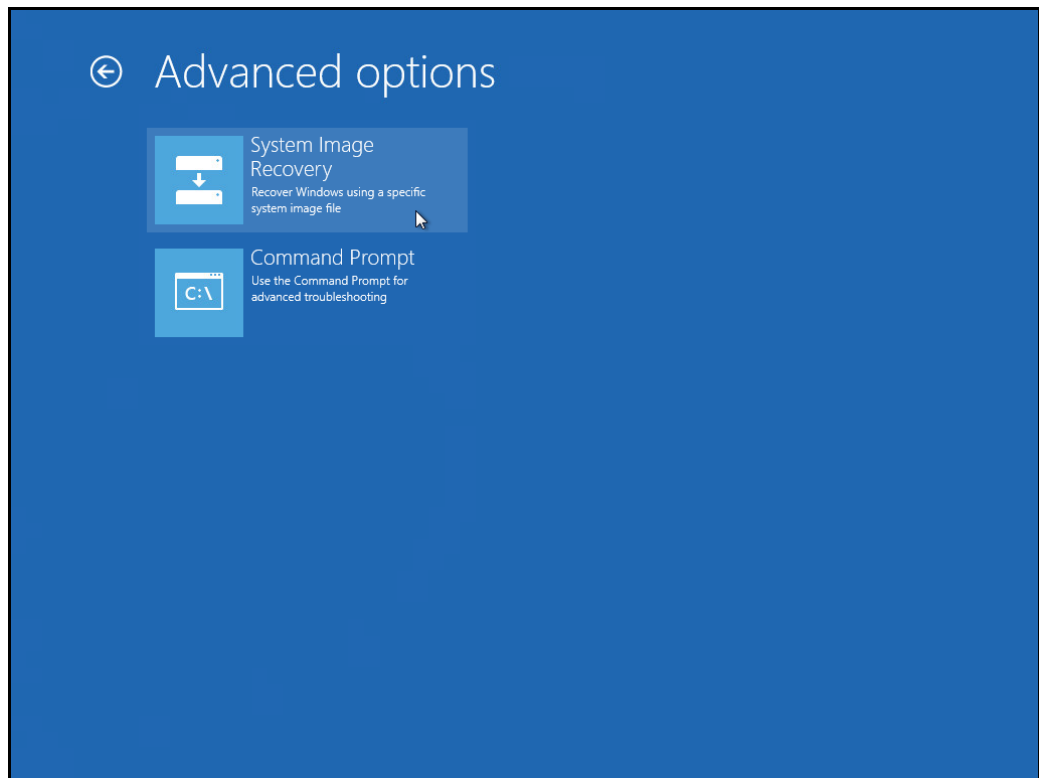 Advanced options
System Image
Recovery
Recover Windows using a specific
system image file
Command Prompt
Use the Command Prompt for
advanced troubleshooting
C:\